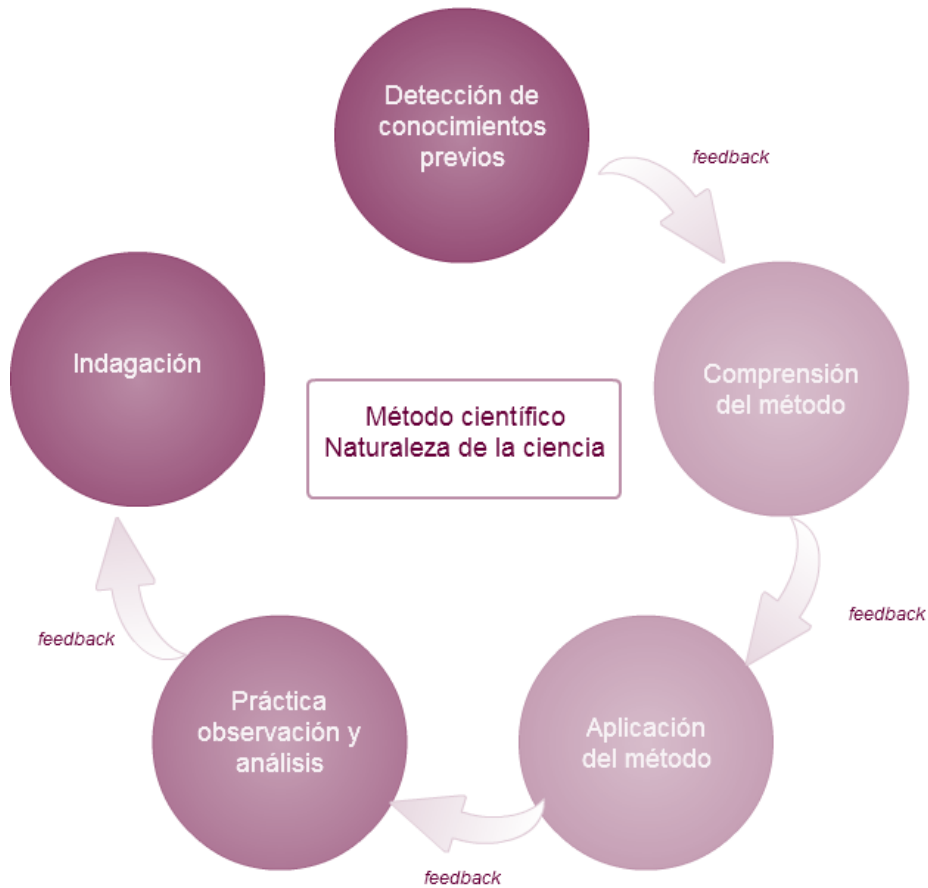 Detección de
conocimientos
previos
feedback
Comprensión
del método
feedback
Aplicación
del método
feedback
Práctica
observación y
análisis
feedback
Indagación
Método científico
Naturaleza de la ciencia